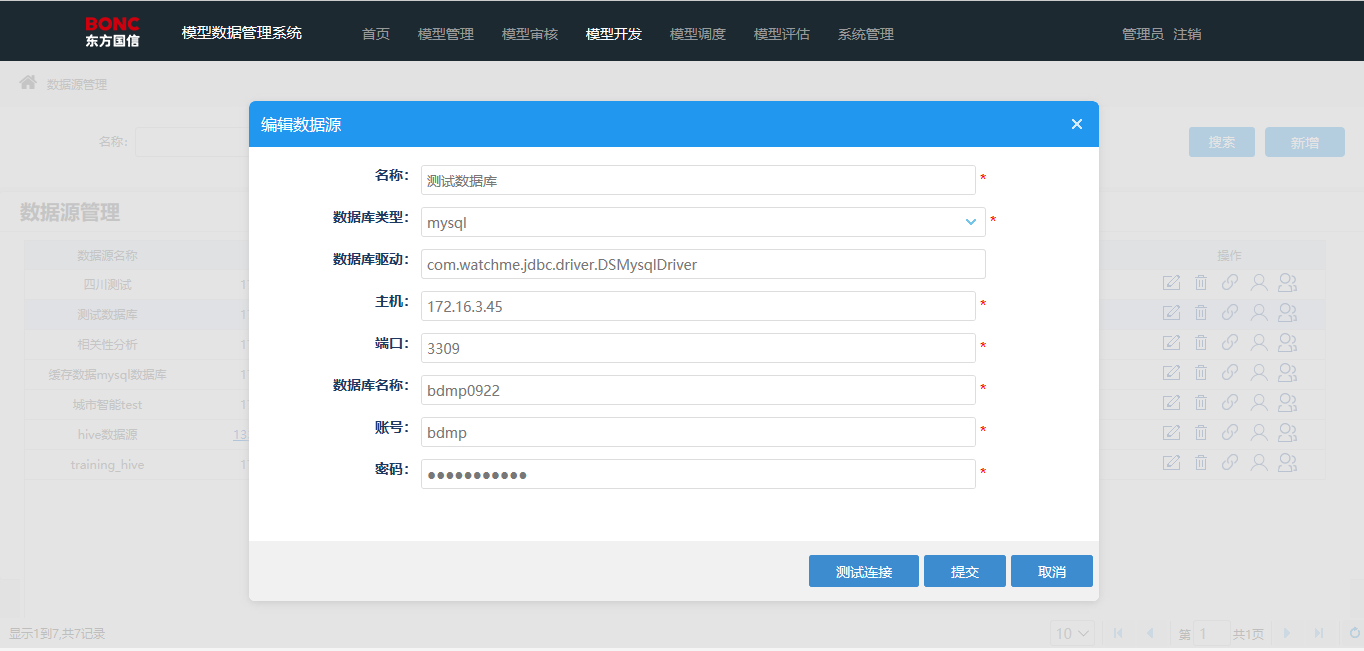 BONC
东方国信
模型数据管理系统 首页 模型管理 模型审核 模型开发 模型调度 模型评估 系统管理 管理员 注销
数据源管理
名称: 搜索 新增
数据源管理
数据源名称 操作
四川测试 1
测试数据库 1
相关性分析 1
缓存数据mysql数据库 1
城市智能test 1
hive数据源 13
training_hive 1
编辑数据源 ×
名称: 测试数据库 *
数据库类型: mysql *
数据库驱动: com.watchme.jdbc.driver.DSMysqlDriver
主机: 172.16.3.45 *
端口: 3309 *
数据库名称: bdmp0922 *
账号: bdmp *
密码: ●●●●●●●●●●● *
测试连接 提交 取消
显示1到7,共7记录 10 第 1 共1页